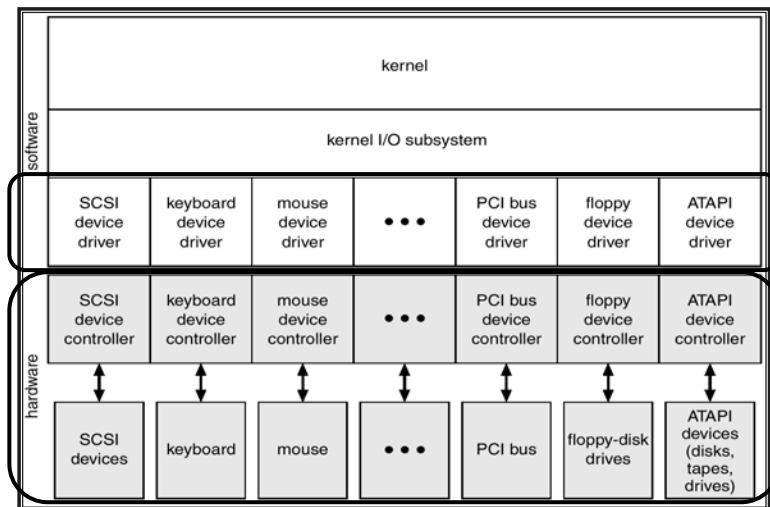 kernel
software
kernel I/O subsystem
SCSI
device
driver
keyboard
device
driver
mouse
device
driver
•••
PCI bus
device
driver
floppy
device
driver
ATAPI
device
driver
hardware
SCSI
device
controller
keyboard
device
controller
mouse
device
controller
•••
PCI bus
device
controller
floppy
device
controller
ATAPI
device
controller
SCSI
devices
keyboard
mouse
•••
PCI bus
floppy-disk
drives
ATAPI
devices
(disks,
tapes,
drives)